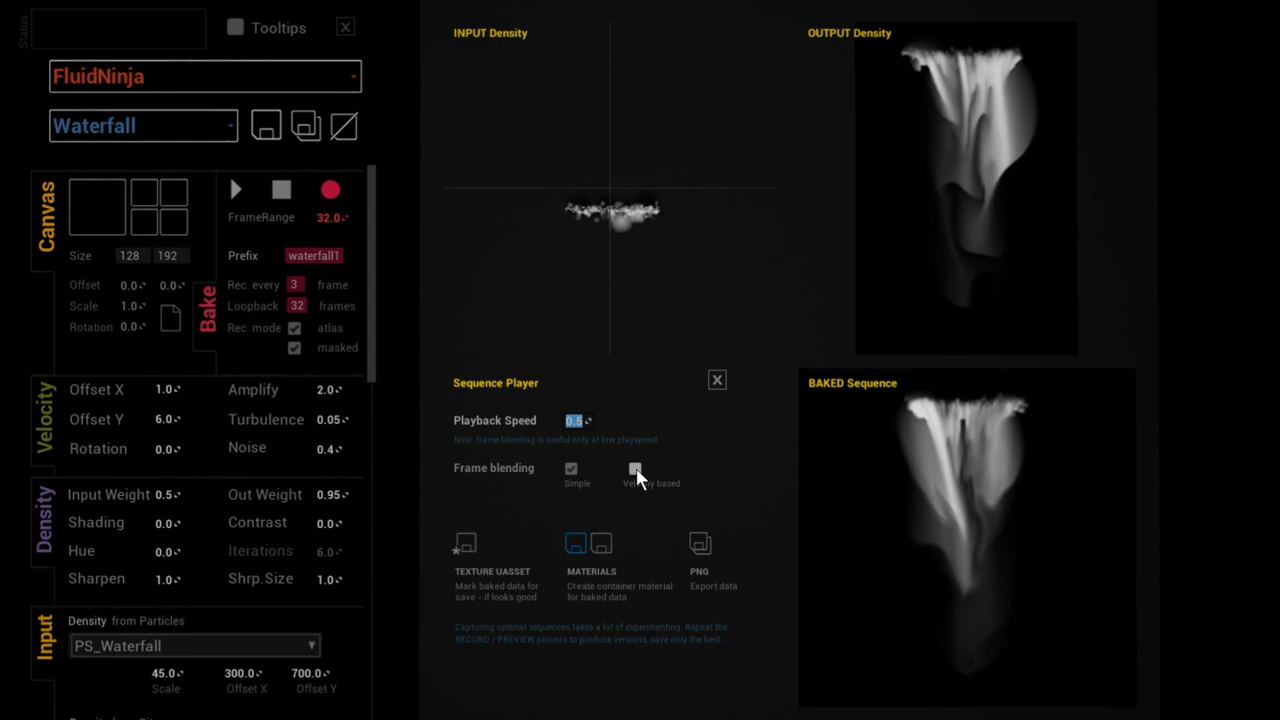 Status
Tooltips
X
FluidNinja
Waterfall
Canvas
Size 128 192
Offset 0.0 0.0
Scale 1.0
Rotation 0.0
Bake
FrameRange 32.0
Prefix waterfall1
Rec. every 3 frame
Loopback 32 frames
Rec. mode atlas
masked
Velocity
Offset X 1.0 Amplify 2.0
Offset Y 6.0 Turbulence 0.05
Rotation 0.0 Noise 0.4
Density
Input Weight 0.5 Out Weight 0.95
Shading 0.0 Contrast 0.0
Hue 0.0 Iterations 6.0
Sharpen 1.0 Shrp.Size 1.0
Input
Density from Particles
PS_Waterfall
45.0 300.0 700.0
Scale Offset X Offset Y
INPUT Density
OUTPUT Density
Sequence Player
X
Playback Speed 0.5
Note: frame blending is useful only at low playspeed.
Frame blending
Simple
based
TEXTURE UASSET
Mark baked data for
save - if looks good
MATERIALS
Create container material
for baked data
PNG
Export data
Capturing optimal sequences takes a lot of experimenting. Repeat the
RECORD / PREVIEW process to produce versions, save only the best.
BAKED Sequence